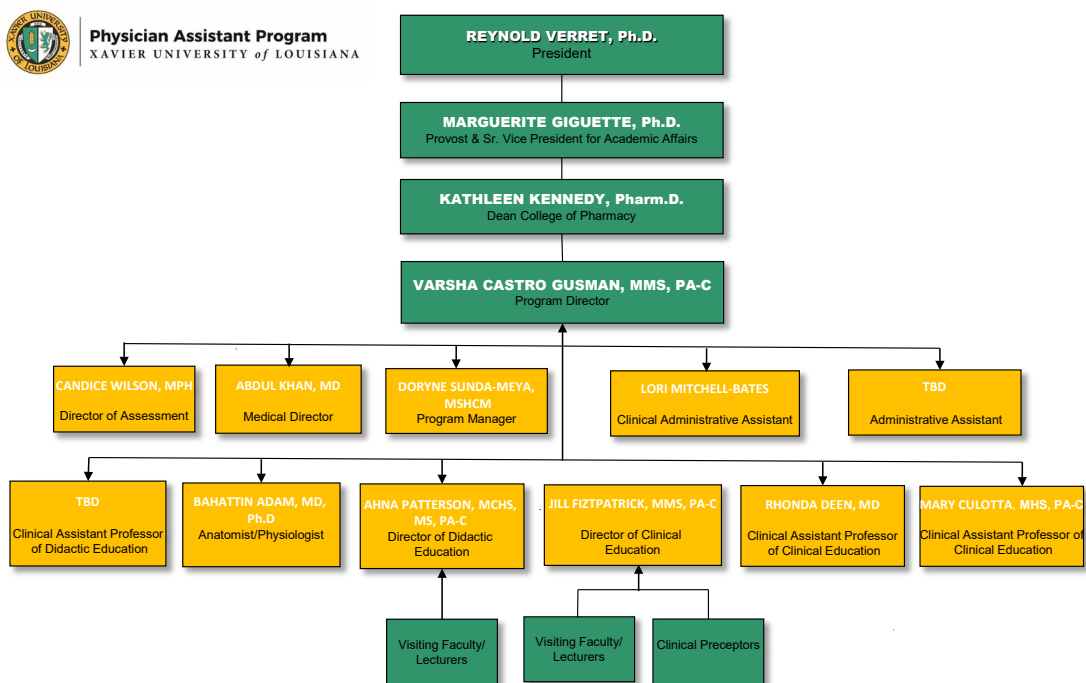 XAVIER UNIVERSITY
OF LOUISIANA
Physician Assistant Program
XAVIER UNIVERSITY of LOUISIANA
REYNOLD VERRET, Ph.D.
President
MARGUERITE GIGUETTE, Ph.D.
Provost & Sr. Vice President for Academic Affairs
KATHLEEN KENNEDY, Pharm.D.
Dean College of Pharmacy
VARSHA CASTRO GUSMAN, MMS, PA-C
Program Director
CANDICE WILSON, MPH
Director of Assessment
ABDUL KHAN, MD
Medical Director
DORYNE SUNDA-MEYA,
MSHCM
Program Manager
LORI MITCHELL-BATES
Clinical Administrative Assistant
TBD
Administrative Assistant
TBD
Clinical Assistant Professor
of Didactic Education
BAHATTIN ADAM, MD,
Ph.D
Anatomist/Physiologist
AHNA PATTERSON, MCHS,
MS, PA-C
Director of Didactic
Education
JILL FIZTPATRICK, MMS, PA-C
Director of Clinical
Education
RHONDA DEEN, MD
Clinical Assistant Professor
of Clinical Education
MARY CULOTTA, MHS, PA-C
Clinical Assistant Professor of
Clinical Education
Visiting Faculty/
Lecturers
Visiting Faculty/
Lecturers
Clinical Preceptors